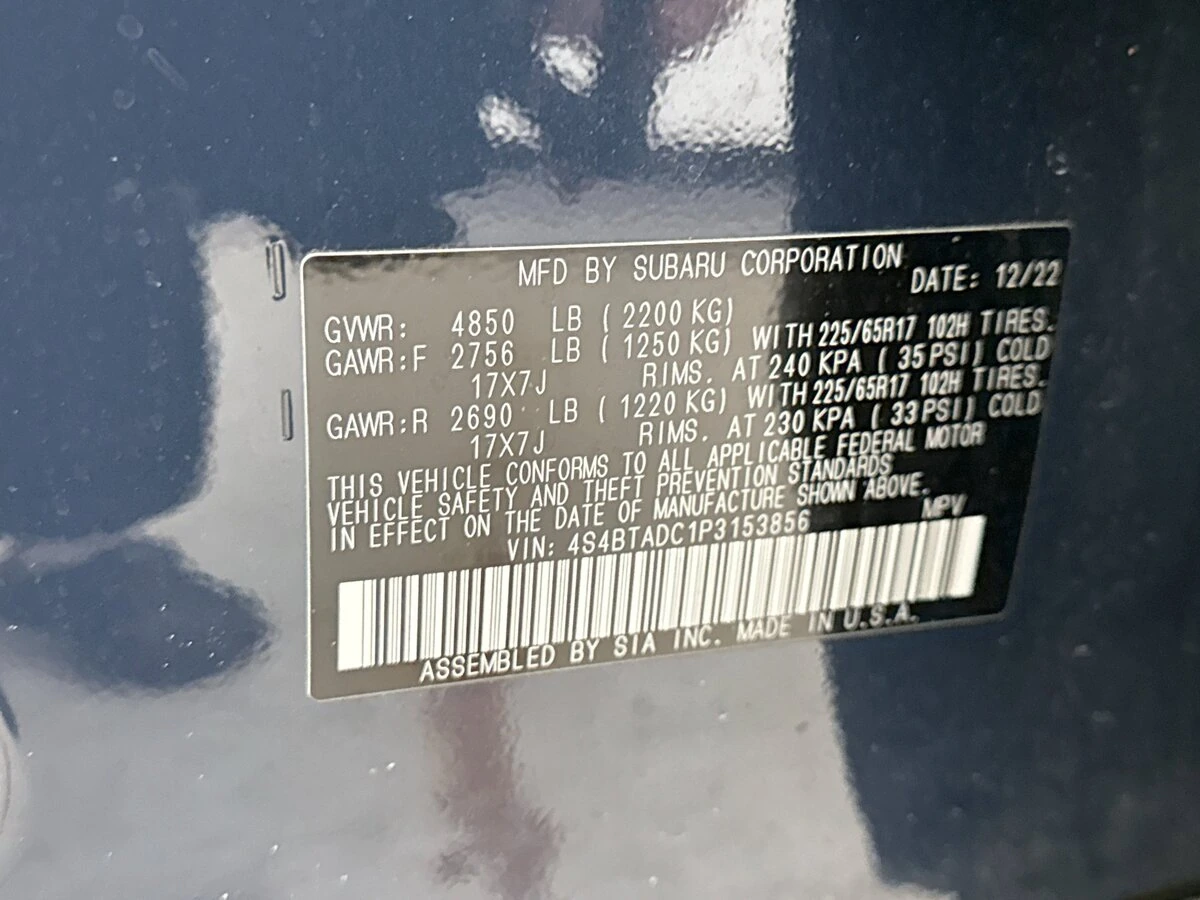 MFD BY SUBARU CORPORATION DATE: 12/22
GVWR: 4850 LB ( 2200 KG)
GAWR:F 2756 LB ( 1250 KG) WITH 225/65R17 102H TIRES.
17X7J RIMS. AT 240 KPA ( 35 PSI) COLD
GAWR:R 2690 LB ( 1220 KG) WITH 225/65R17 102H TIRES.
17X7J RIMS. AT 230 KPA ( 33 PSI) COLD
THIS VEHICLE CONFORMS TO ALL APPLICABLE FEDERAL MOTOR
VEHICLE SAFETY AND THEFT PREVENTION STANDARDS
IN EFFECT ON THE DATE OF MANUFACTURE SHOWN ABOVE.
VIN: 4S4BTADC1P3153856 MPV
ASSEMBLED BY SIA INC. MADE IN U.S.A.